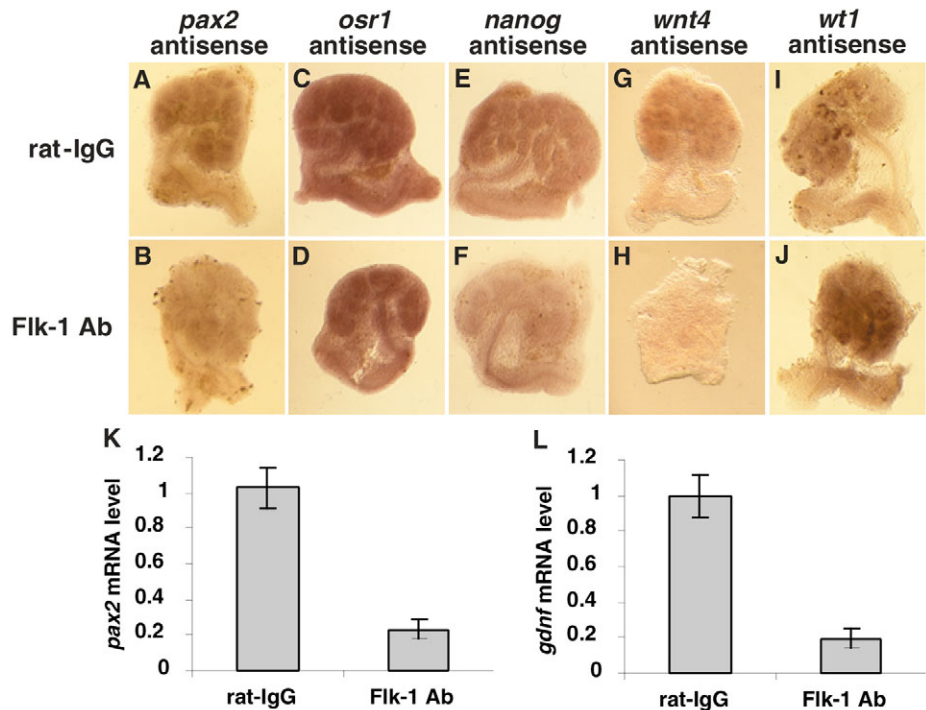 pax2 antisense
osr1 antisense
nanog antisense
wnt4 antisense
wt1 antisense
rat-IgG
A
C
E
G
I
Flk-1 Ab
B
D
F
H
J
K
pax2 mRNA level
1.2
1
0.8
0.6
0.4
0.2
0
rat-IgG
Flk-1 Ab
L
gdnf mRNA level
1.2
1
0.8
0.6
0.4
0.2
0
rat-IgG
Flk-1 Ab